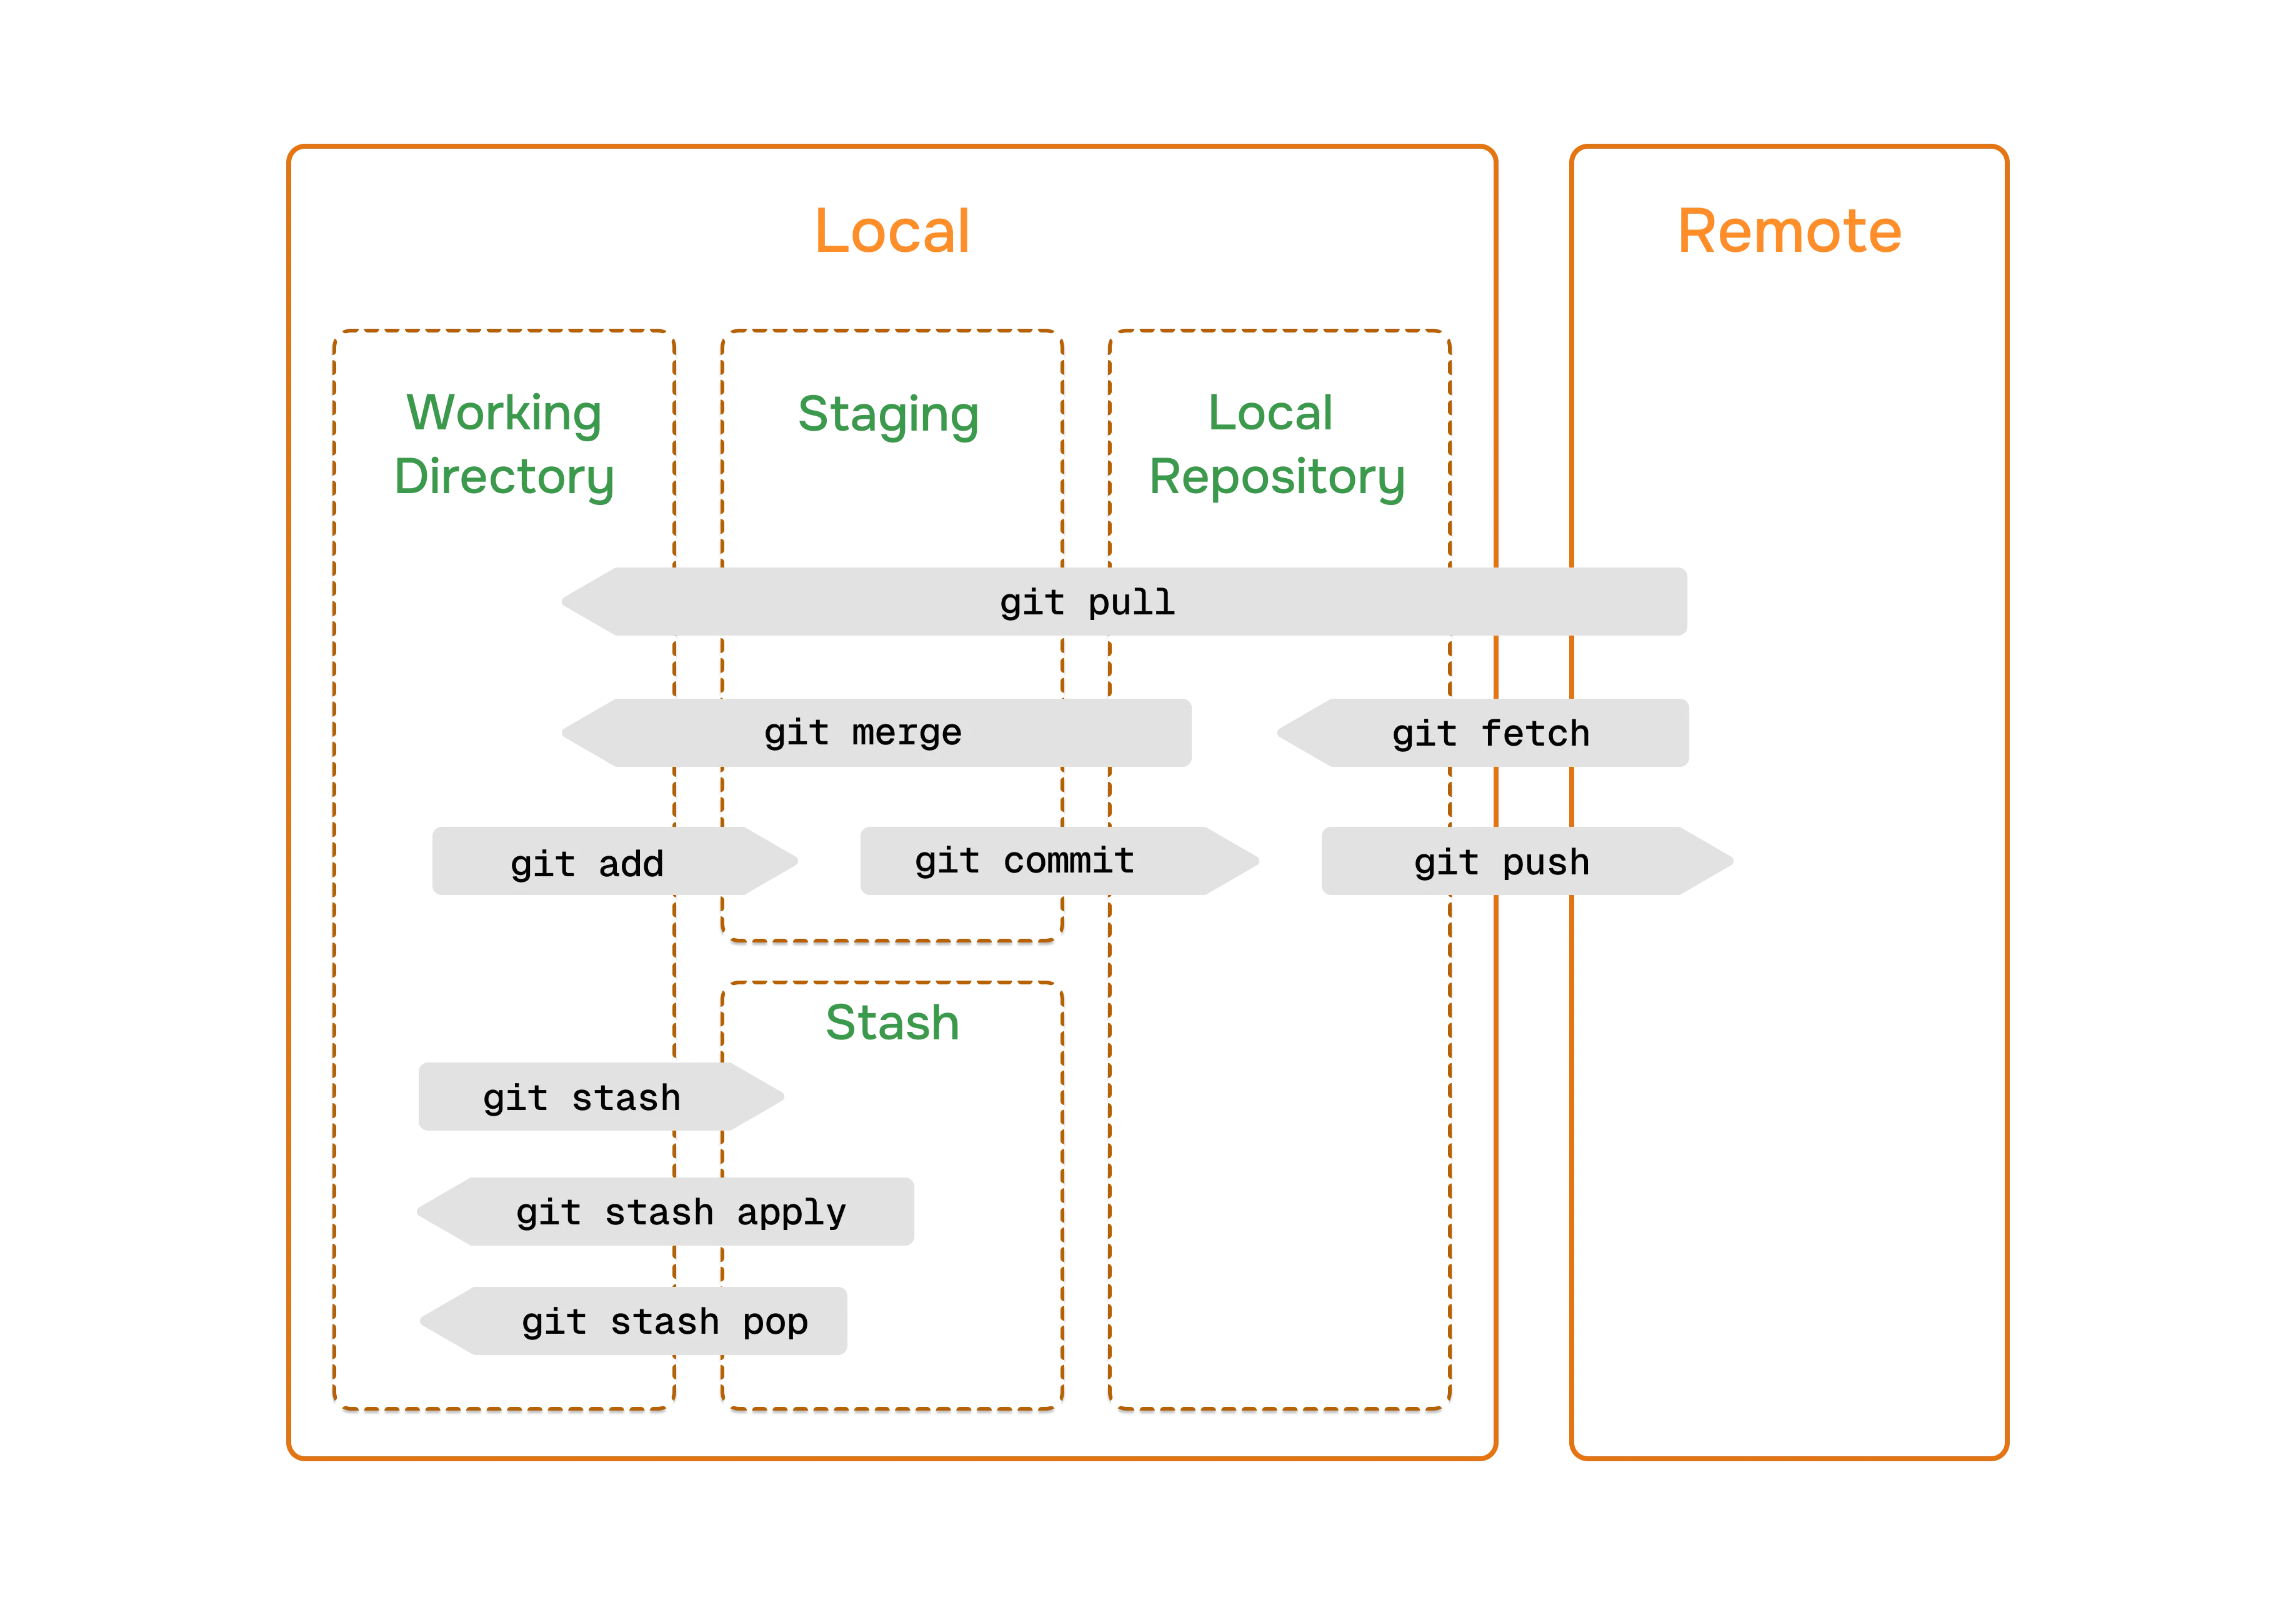 Local
Remote
Working
Directory
Staging
Local
Repository
git pull
git merge
git fetch
git add
git commit
git push
Stash
git stash
git stash apply
git stash pop